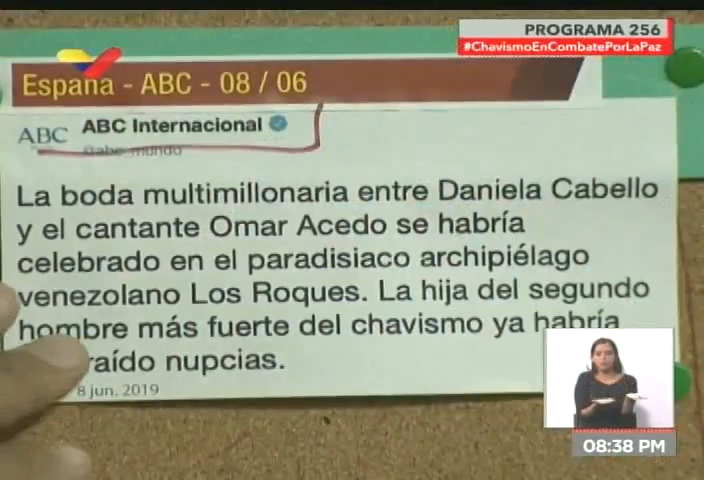 PROGRAMA 256
#ChavismoEnCombatePorLaPaz
España - ABC - 08 / 06
ABC ABC Internacional
@abc_mundo
La boda multimillonaria entre Daniela Cabello
y el cantante Omar Acedo se habría
celebrado en el paradisiaco archipiélago
venezolano Los Roques. La hija del segundo
hombre más fuerte del chavismo ya habría
raído nupcias.
8 jun. 2019
08:38 PM